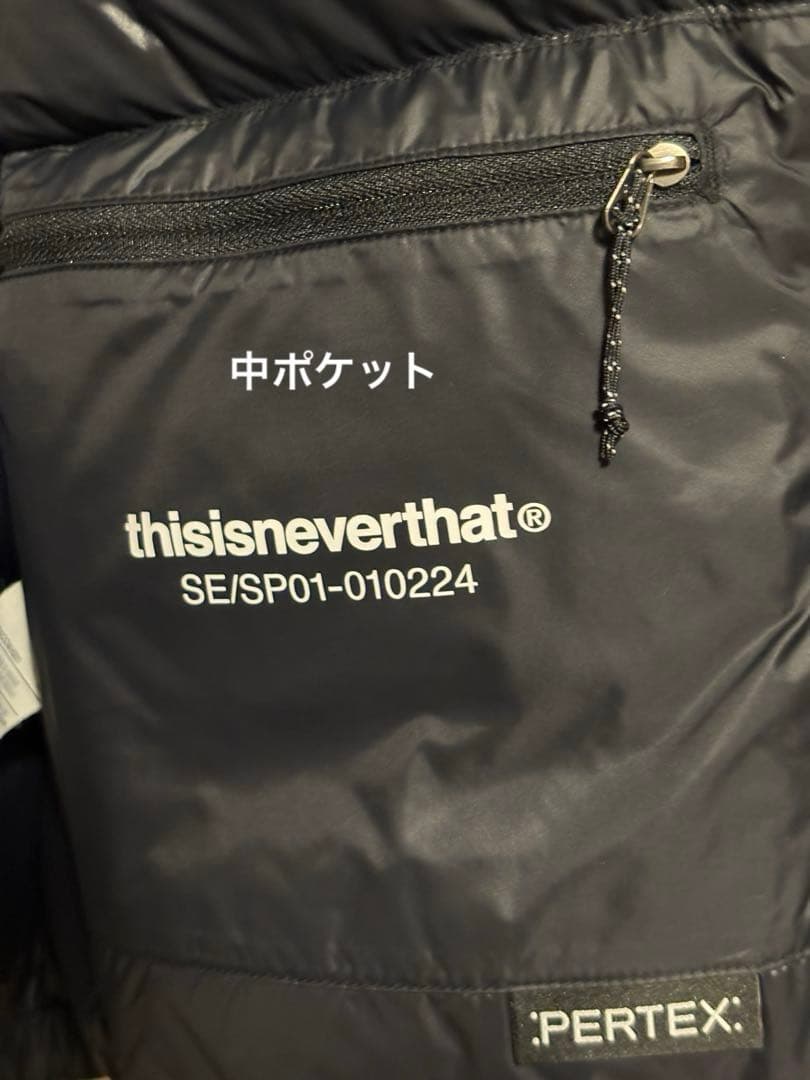 中ポケット
thisisneverthat®
SE/SP01-010224
:PERTEX: